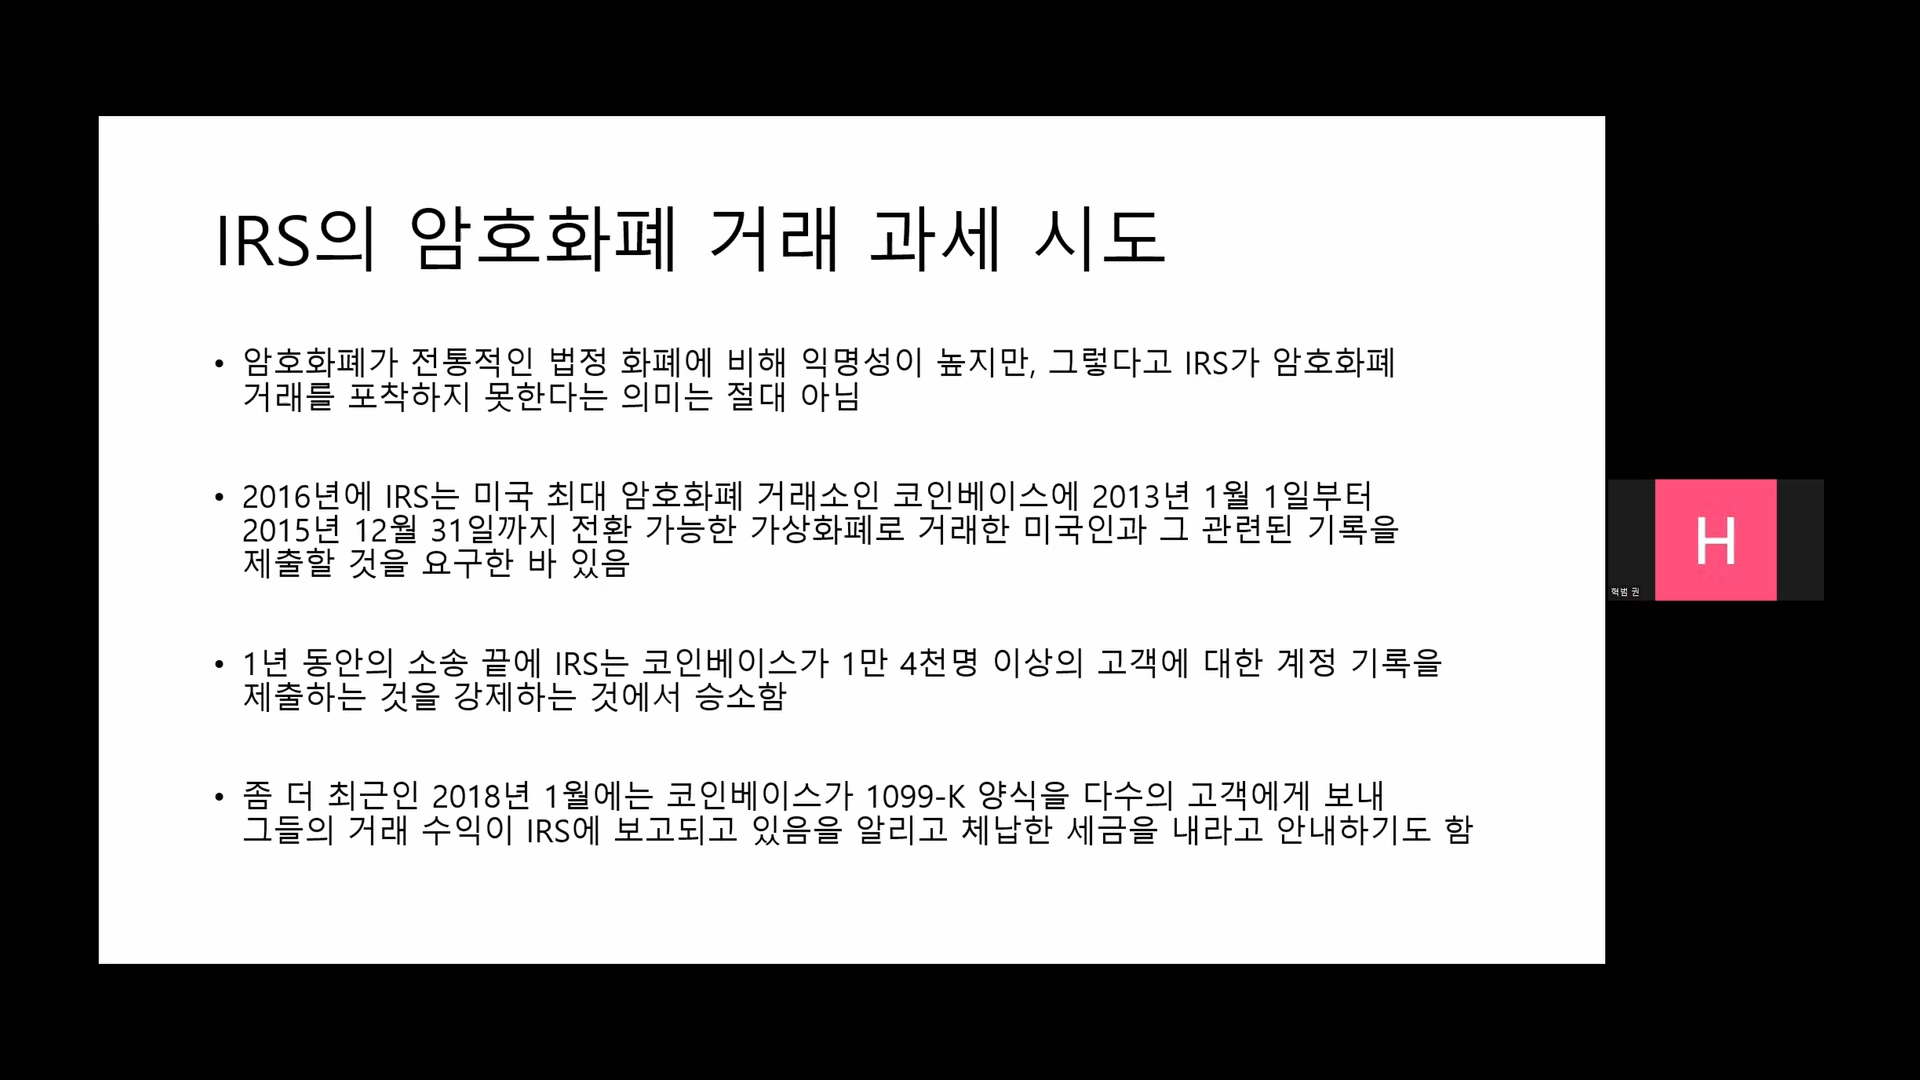 IRS의 암호화폐 거래 과세 시도
• 암호화폐가 전통적인 법정 화폐에 비해 익명성이 높지만, 그렇다고 IRS가 암호화폐
거래를 포착하지 못한다는 의미는 절대 아님
• 2016년에 IRS는 미국 최대 암호화폐 거래소인 코인베이스에 2013년 1월 1일부터
2015년 12월 31일까지 전환 가능한 가상화폐로 거래한 미국인과 그 관련된 기록을
제출할 것을 요구한 바 있음
• 1년 동안의 소송 끝에 IRS는 코인베이스가 1만 4천명 이상의 고객에 대한 계정 기록을
제출하는 것을 강제하는 것에서 승소함
• 좀 더 최근인 2018년 1월에는 코인베이스가 1099-K 양식을 다수의 고객에게 보내
그들의 거래 수익이 IRS에 보고되고 있음을 알리고 체납한 세금을 내라고 안내하기도 함
H
혁범 권